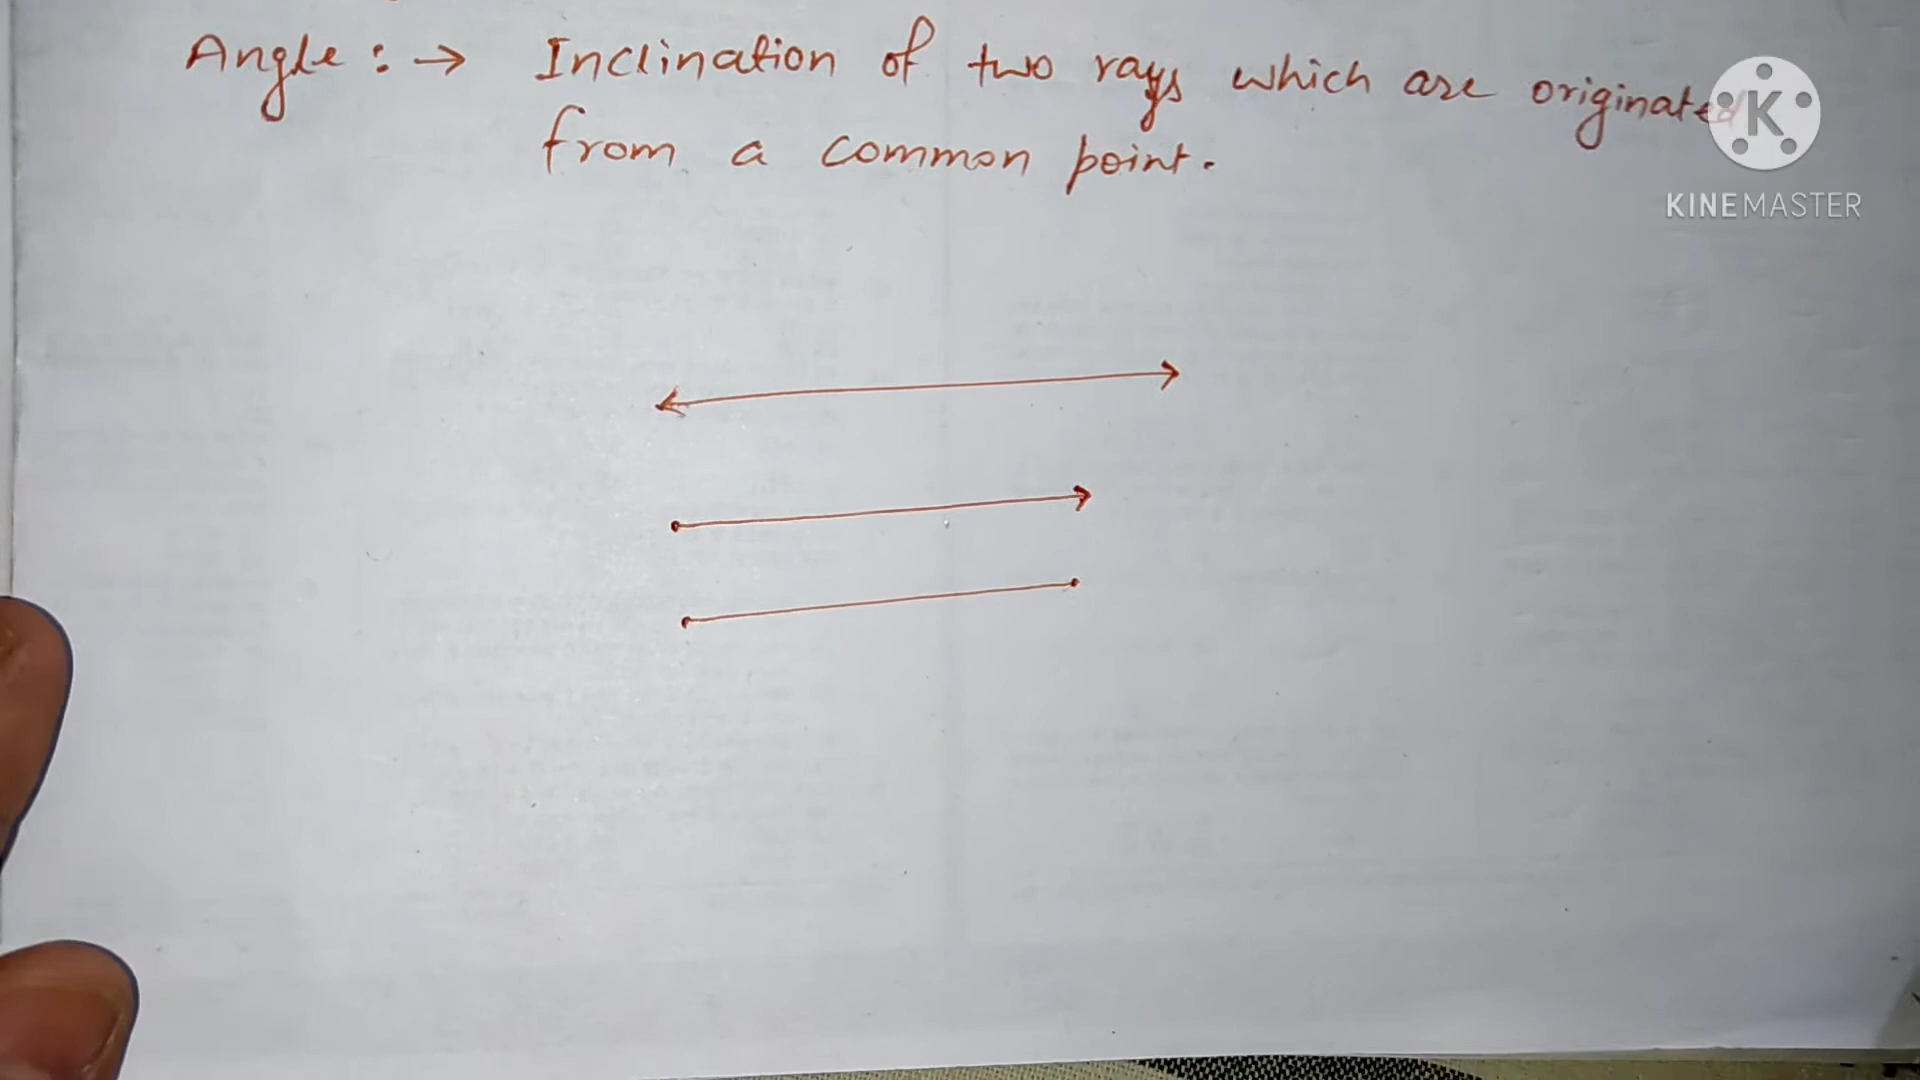 Angle :→ Inclination of two rays which are originated
from a common point.
K
KINEMASTER